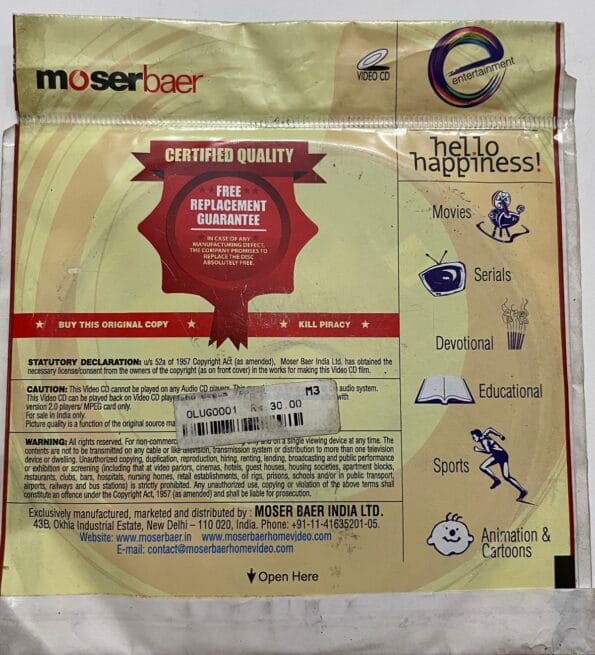 moserbaer
VIDEO CD
e
entertainment
CERTIFIED QUALITY
FREE
REPLACEMENT
GUARANTEE
IN CASE OF ANY
MANUFACTURING DEFECT,
THE COMPANY PROMISES TO
REPLACE THE DISC
ABSOLUTELY FREE.
BUY THIS ORIGINAL COPY
KILL PIRACY
hello
happiness!
Movies
Serials
Devotional
Educational
Sports
Animation &
Cartoons
STATUTORY DECLARATION: u/s 52a of 1957 Copyright Act (as amended), Moser Baer India Ltd. has obtained the
necessary license/consent from the owners of the copyright (as on front cover) in the works for making this Video CD film.
CAUTION: This Video CD cannot be played on any Audio CD players. audio system.
This Video CD can be played back on Video CD with
version 2.0 players/ MPEG card only.
For sale in India only.
Picture quality is a function of the original source
M3
OLUG0001 Rs 30.00
WARNING: All rights reserved. For on a single viewing device at any time. The
contents are not to be transmitted on any cable or like television, transmission system or distribution to more than one television
device or dwelling. Unauthorized copying, duplication, reproduction, hiring, renting, lending, broadcasting and public performance
or exhibition or screening (including that at video parlors, cinemas, hotels, guest houses, housing societies, apartment blocks,
restaurants, clubs, bars, hospitals, nursing homes, retail establishments, oil rigs, prisons, schools and/or in public transport,
airports, railways and bus stations) is strictly prohibited. Any unauthorized use, copying or violation of the above terms shall
constitute an offence under the Copyright Act, 1957 (as amended) and shall be liable for prosecution.
Exclusively manufactured, marketed and distributed by : MOSER BAER INDIA LTD.
43B, Okhla Industrial Estate, New Delhi – 110 020, India. Phone: +91-11-41635201-05.
Website: www.moserbaer.in www.moserbaerhomevideo.com
E-mail: contact@moserbaerhomevideo.com
Open Here